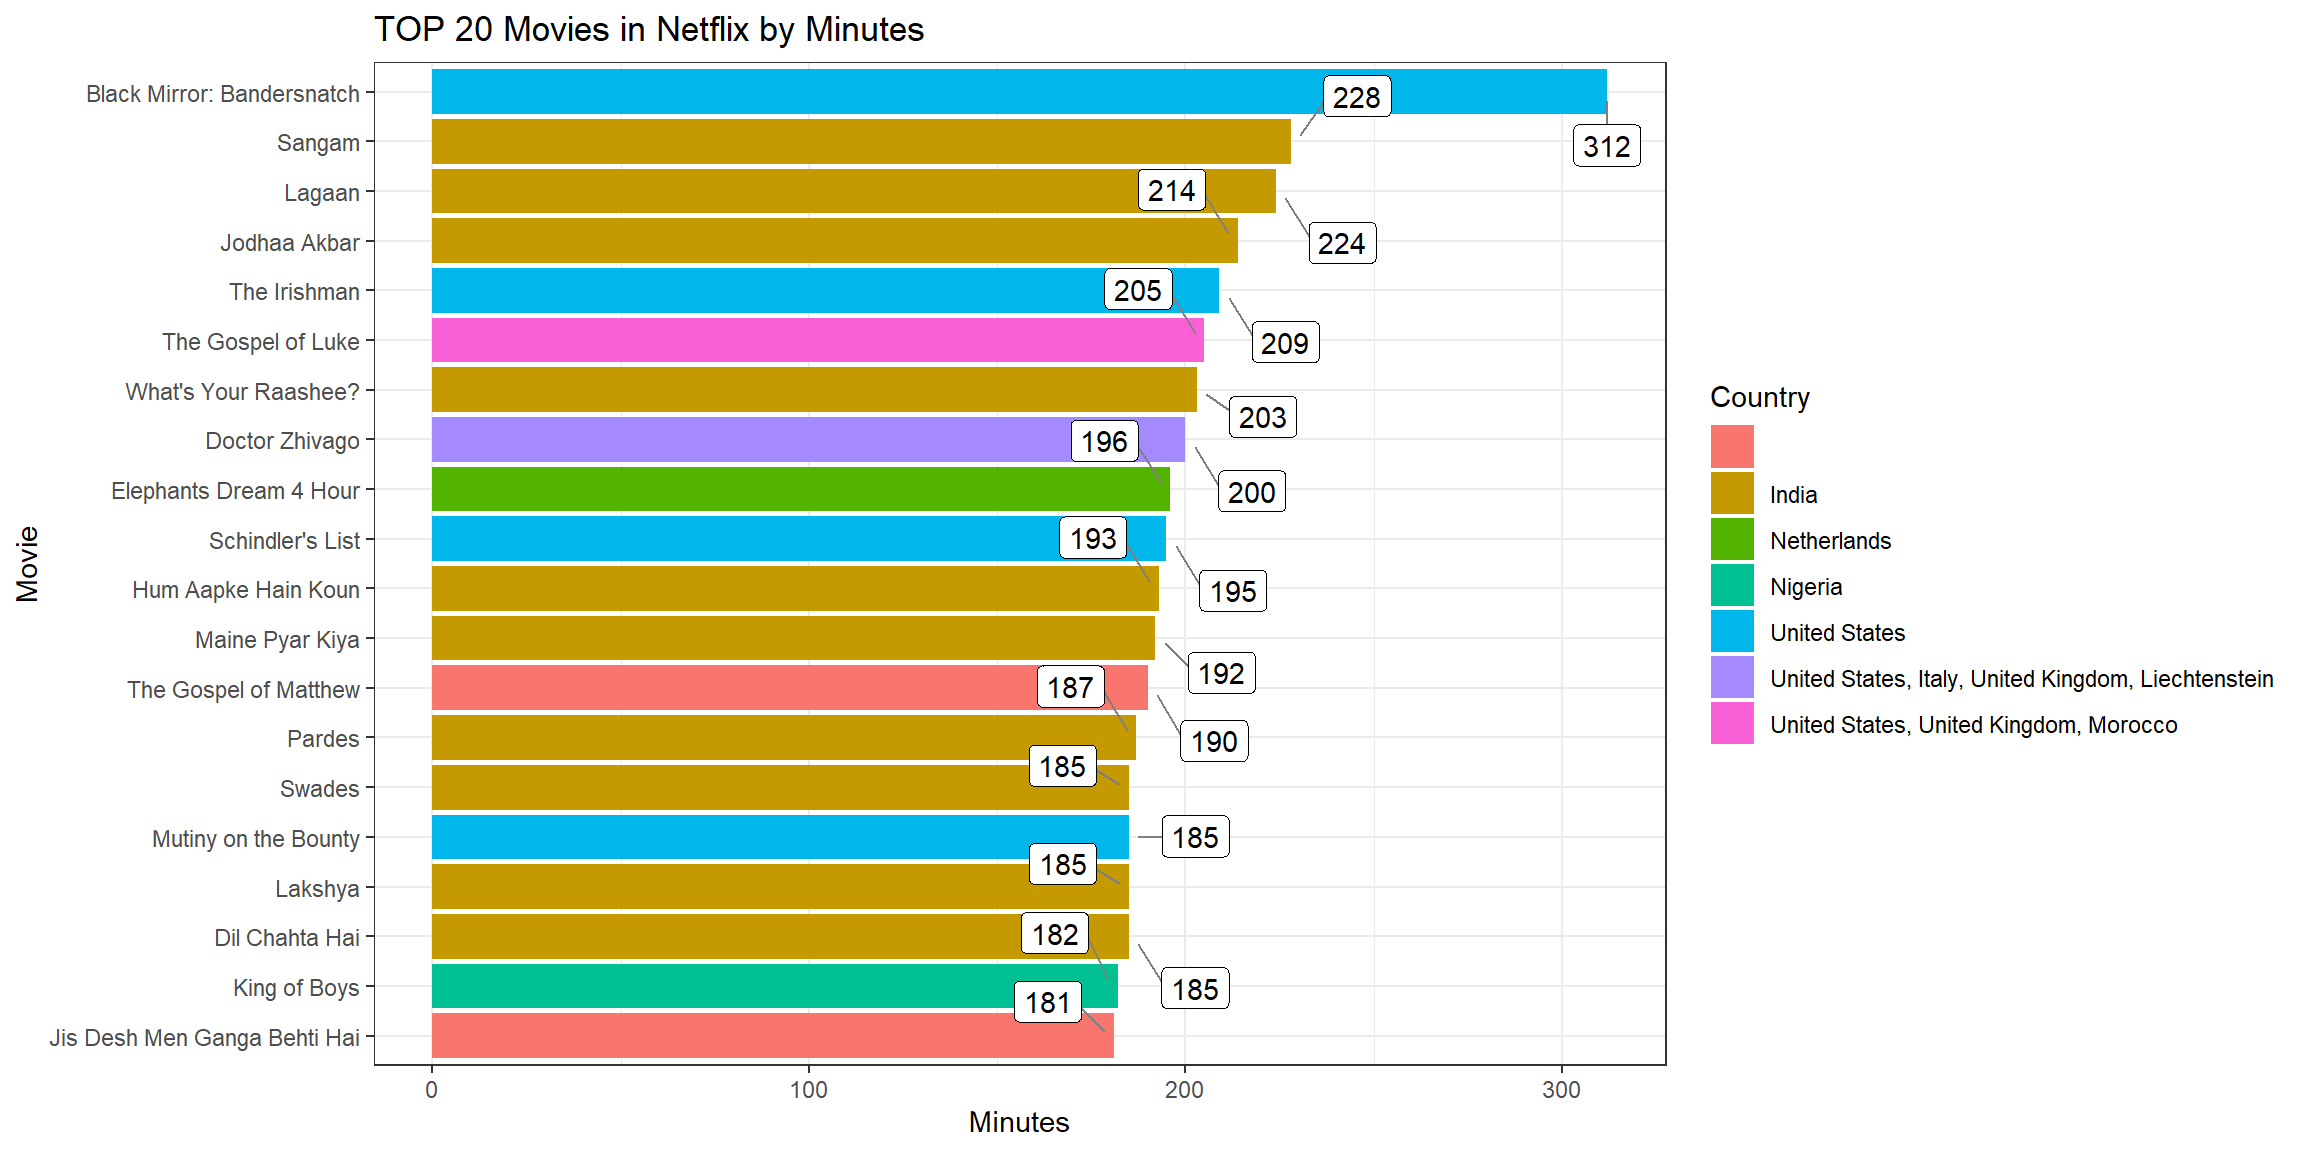 TOP 20 Movies in Netflix by Minutes
Movie
Black Mirror: Bandersnatch
Sangam
Lagaan
Jodhaa Akbar
The Irishman
The Gospel of Luke
What's Your Raashee?
Doctor Zhivago
Elephants Dream 4 Hour
Schindler's List
Hum Aapke Hain Koun
Maine Pyar Kiya
The Gospel of Matthew
Pardes
Swades
Mutiny on the Bounty
Lakshya
Dil Chahta Hai
King of Boys
Jis Desh Men Ganga Behti Hai
228
312
214
224
205
209
203
196
200
193
195
192
187
190
185
185
185
182
185
181
0 100 200 300
Minutes
Country
India
Netherlands
Nigeria
United States
United States, Italy, United Kingdom, Liechtenstein
United States, United Kingdom, Morocco